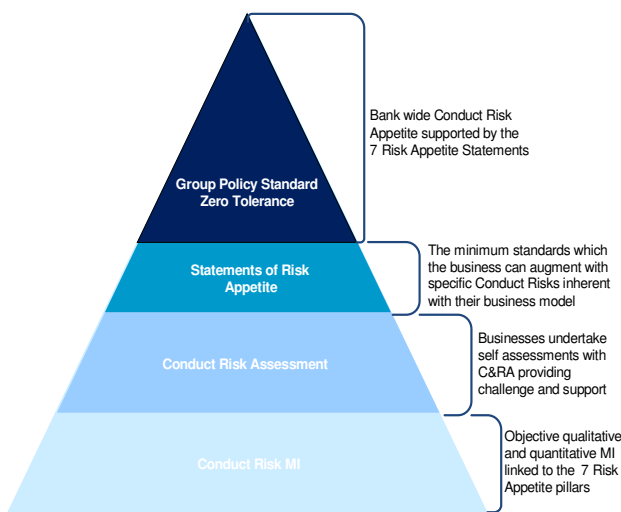 Group Policy Standard
Zero Tolerance
Bank wide Conduct Risk
Appetite supported by the
7 Risk Appetite Statements
Statements of Risk
Appetite
The minimum standards which
the business can augment with
specific Conduct Risks inherent
with their business model
Conduct Risk Assessment
Businesses undertake
self assessments with
C&RA providing
challenge and support
Conduct Risk MI
Objective qualitative
and quantitative MI
linked to the 7 Risk
Appetite pillars